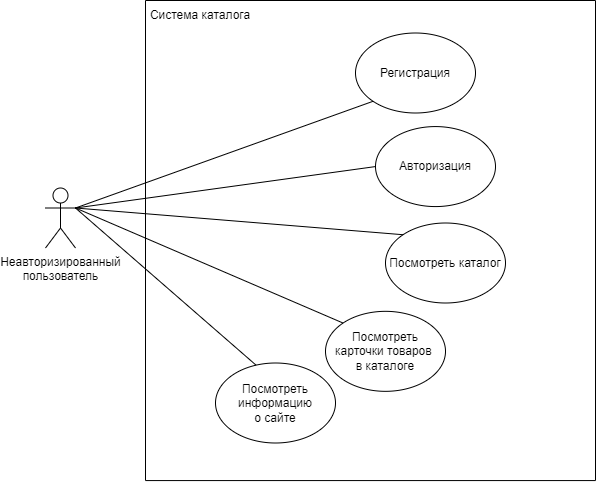 Система каталога
Регистрация
Авторизация
Неавторизированный
пользователь
Посмотреть каталог
Посмотреть
карточки товаров
в каталоге
Посмотреть
информацию
о сайте